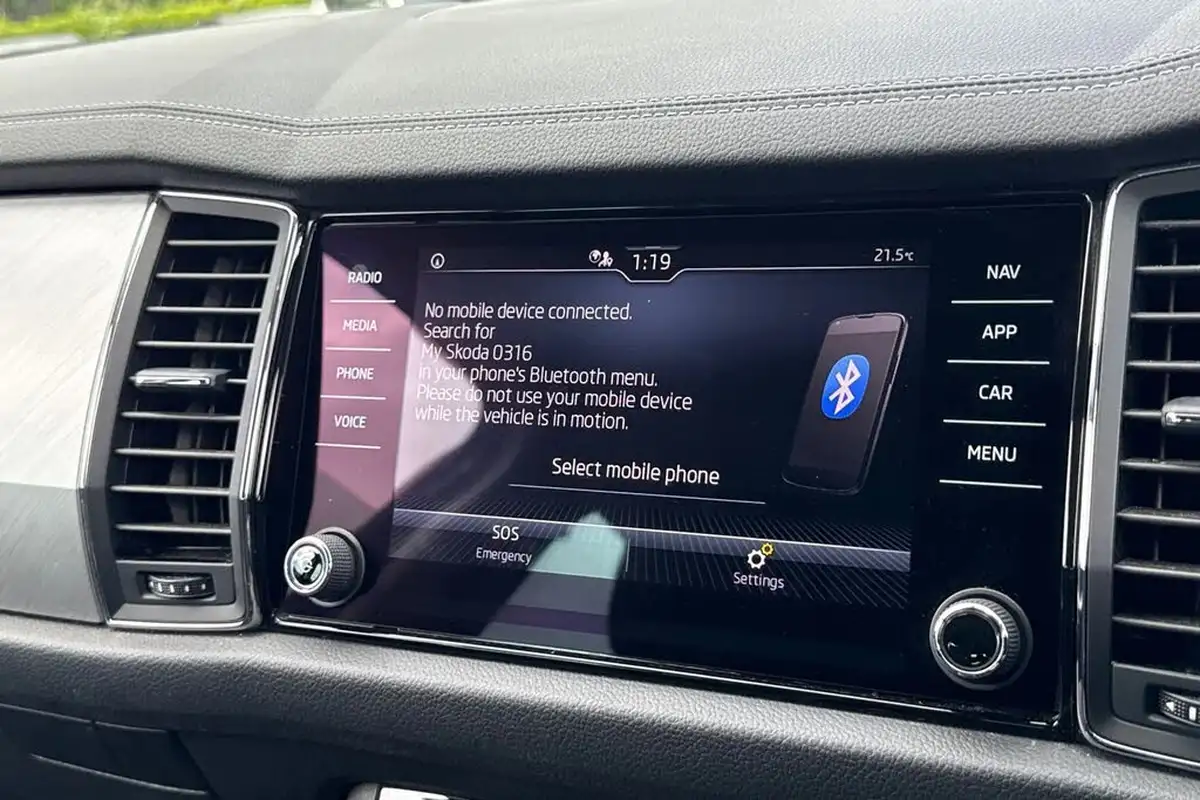 RADIO
MEDIA
PHONE
VOICE
1:19
21.5°C
No mobile device connected.
Search for
My Skoda 0316
in your phone's Bluetooth menu.
Please do not use your mobile device
while the vehicle is in motion.
Select mobile phone
SOS
Emergency
Settings
NAV
APP
CAR
MENU